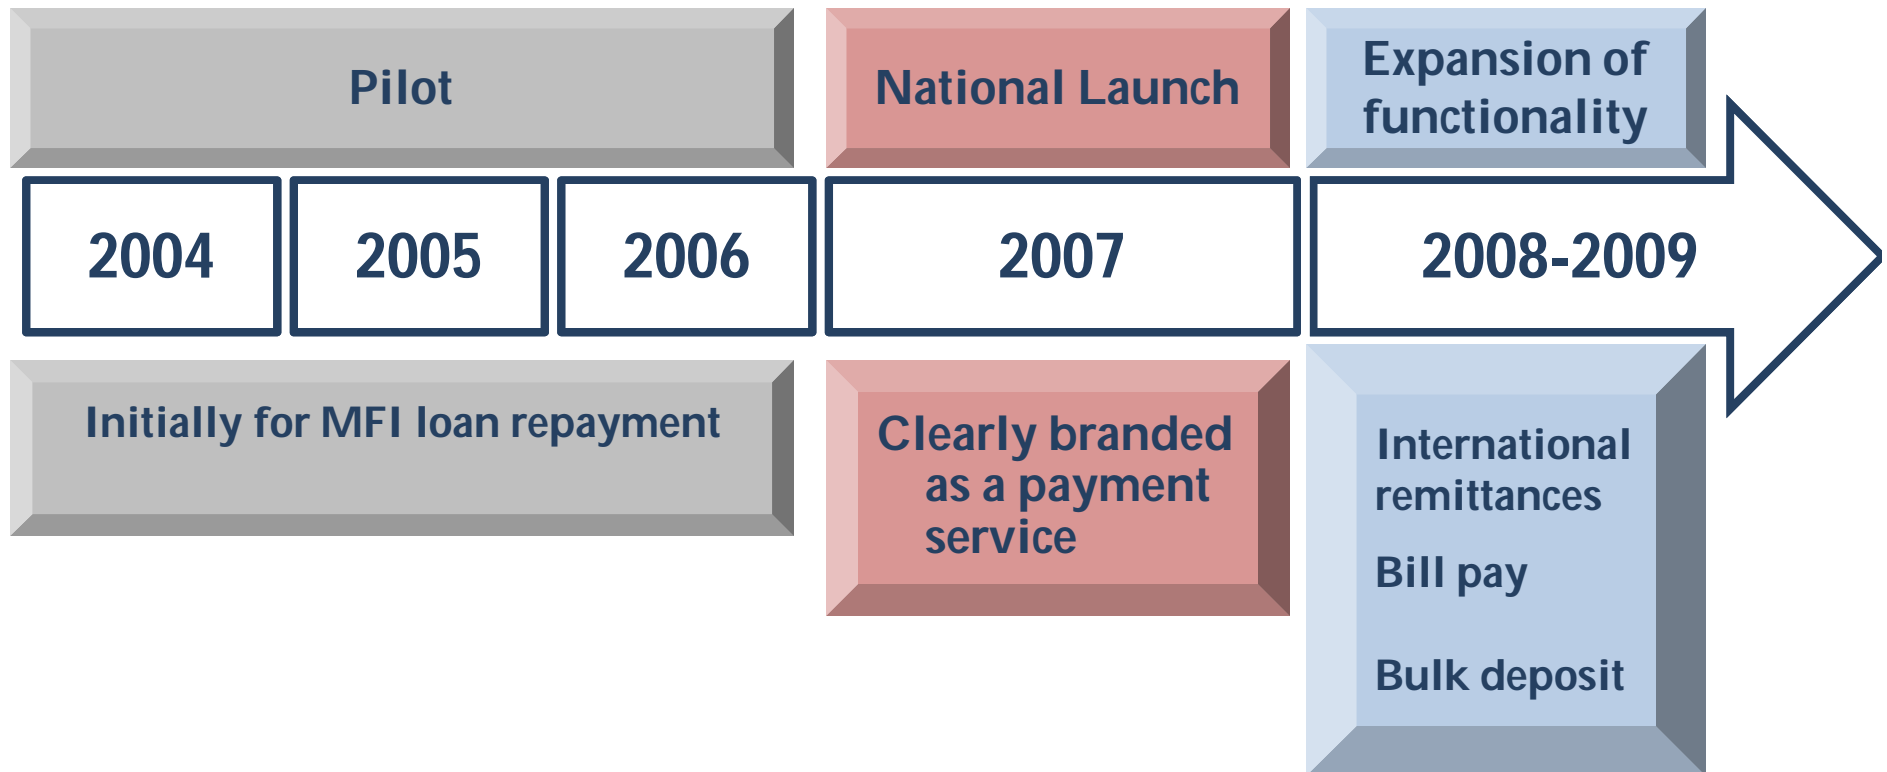 Pilot
National Launch
Expansion of
functionality
2004
2005
2006
2007
2008-2009
Initially for MFI loan repayment
Clearly branded
as a payment
service
International
remittances
Bill pay
Bulk deposit